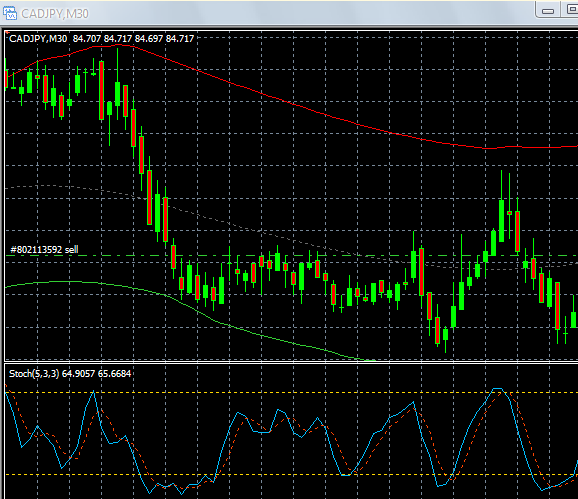 CADJPY,M30
CADJPY,M30 84.707 84.717 84.697 84.717
#802113592 sell
Stoch(5,3,3) 64.9057 65.6684